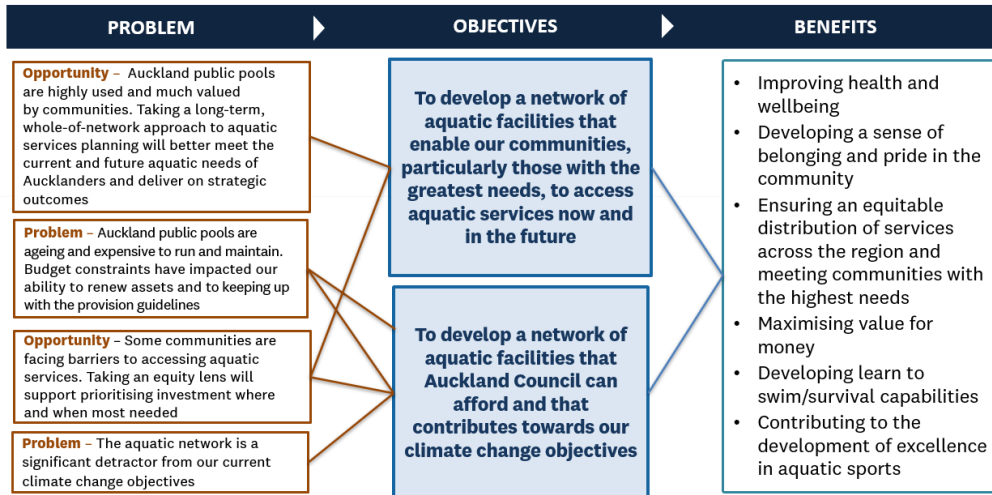 PROBLEM
OBJECTIVES
BENEFITS
Opportunity – Auckland public pools
are highly used and much valued
by communities. Taking a long-term,
whole-of-network approach to aquatic
services planning will better meet the
current and future aquatic needs of
Aucklanders and deliver on strategic
outcomes
Problem – Auckland public pools are
ageing and expensive to run and maintain.
Budget constraints have impacted our
ability to renew assets and to keeping up
with the provision guidelines
Opportunity – Some communities are
facing barriers to accessing aquatic
services. Taking an equity lens will
support prioritising investment where
and when most needed
Problem – The aquatic network is a
significant detractor from our current
climate change objectives
To develop a network of
aquatic facilities that
enable our communities,
particularly those with the
greatest needs, to access
aquatic services now and
in the future
To develop a network of
aquatic facilities that
Auckland Council can
afford and that
contributes towards our
climate change objectives
• Improving health and
wellbeing
• Developing a sense of
belonging and pride in the
community
• Ensuring an equitable
distribution of services
across the region and
meeting communities with
the highest needs
• Maximising value for
money
• Developing learn to
swim/survival capabilities
• Contributing to the
development of excellence
in aquatic sports